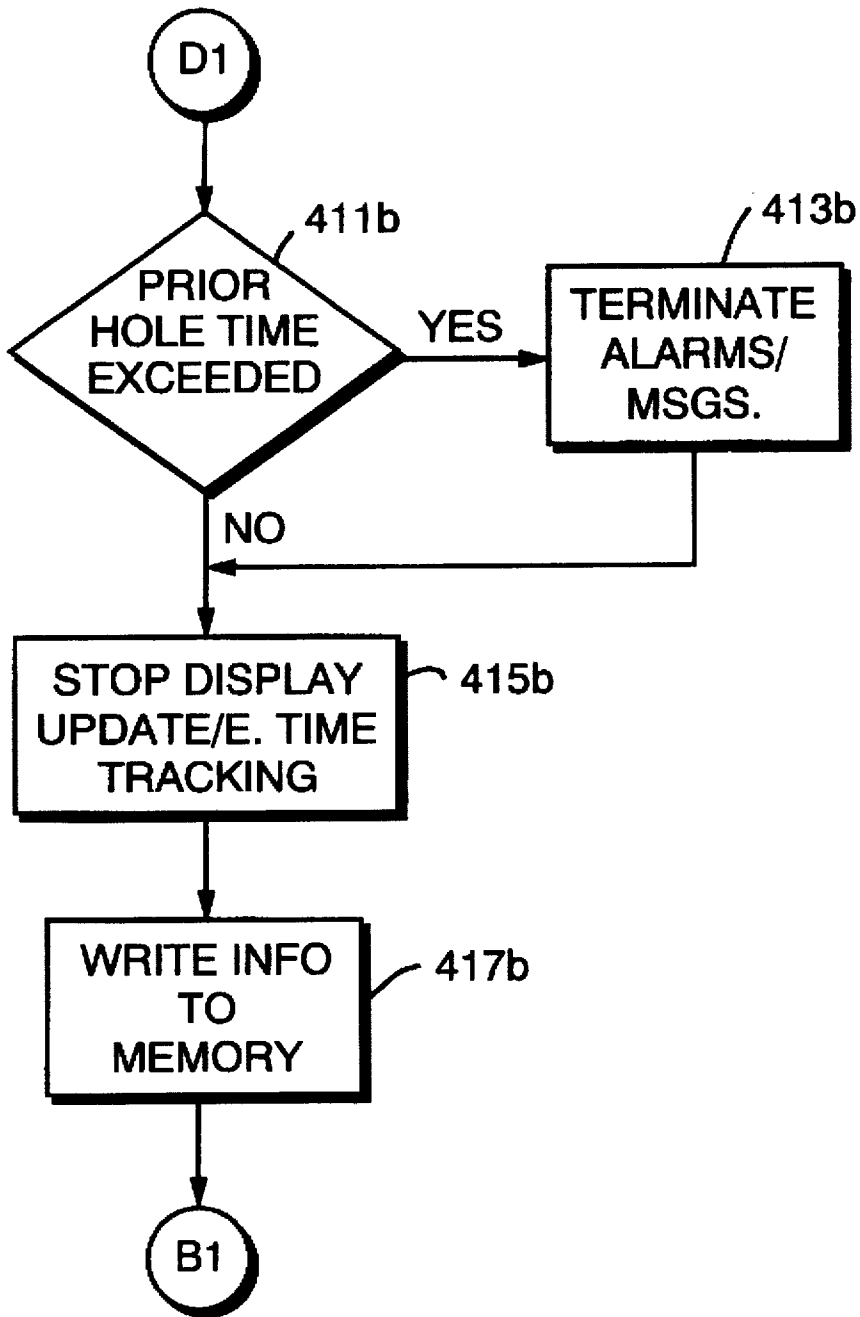 D1
411b
PRIOR
HOLE TIME
EXCEEDED
YES
413b
TERMINATE
ALARMS/
MSGS.
NO
STOP DISPLAY
UPDATE/E. TIME
TRACKING
415b
WRITE INFO
TO
MEMORY
417b
B1